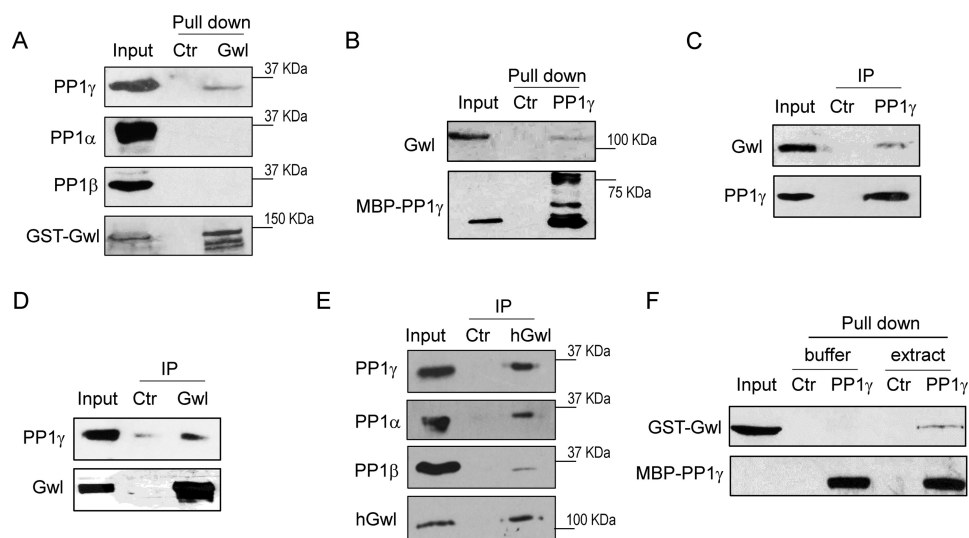 A
Pull down
Input Ctr Gwl
PP1γ 37 KDa
PP1α 37 KDa
PP1β 37 KDa
GST-Gwl 150 KDa
B
Pull down
Input Ctr PP1γ
Gwl 100 KDa
MBP-PP1γ 75 KDa
C
IP
Input Ctr PP1γ
Gwl
PP1γ
D
IP
Input Ctr Gwl
PP1γ
Gwl
E
IP
Input Ctr hGwl
PP1γ 37 KDa
PP1α 37 KDa
PP1β 37 KDa
hGwl 100 KDa
F
Pull down
buffer extract
Input Ctr PP1γ Ctr PP1γ
GST-Gwl
MBP-PP1γ